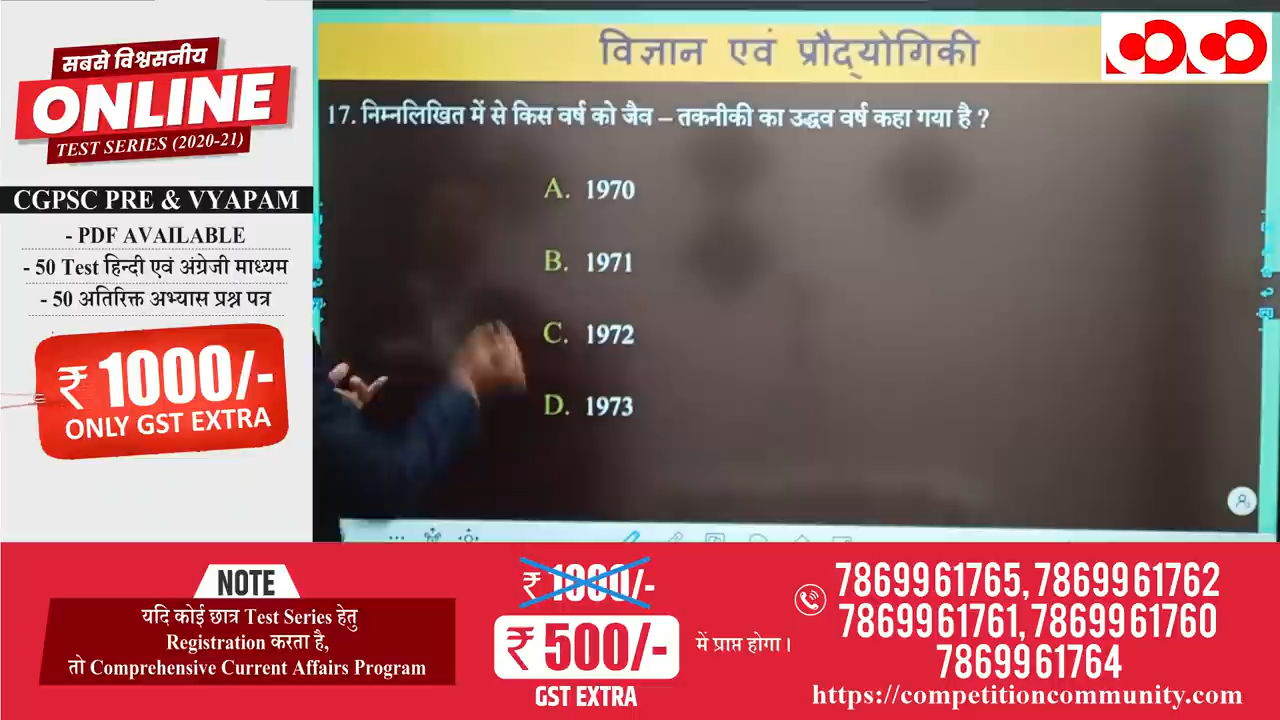 सबसे विश्वसनीय
ONLINE
TEST SERIES (2020-21)
CGPSC PRE & VYAPAM
- PDF AVAILABLE
- 50 Test हिन्दी एवं अंग्रेजी माध्यम
- 50 अतिरिक्त अभ्यास प्रश्न पत्र
₹ 1000/-
ONLY GST EXTRA
विज्ञान एवं प्रौद्योगिकी
17. निम्नलिखित में से किस वर्ष को जैव – तकनीकी का उद्भव वर्ष कहा गया है ?
A. 1970
B. 1971
C. 1972
D. 1973
NOTE
यदि कोई छात्र Test Series हेतु
Registration करता है,
तो Comprehensive Current Affairs Program
₹ 1000/-
₹ 500/-
GST EXTRA
में प्राप्त होगा।
7869961765, 7869961762
7869961761, 7869961760
7869961764
https://competitioncommunity.com